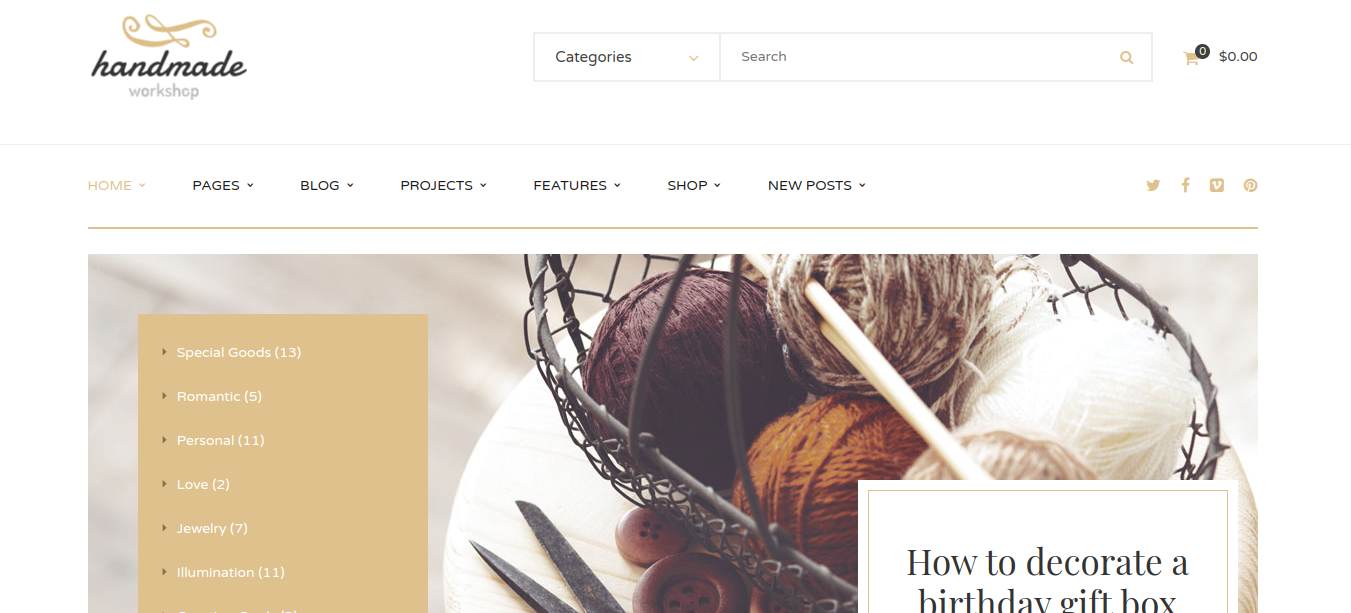 handmade
workshop
Categories
Search
0
$0.00
HOME
PAGES
BLOG
PROJECTS
FEATURES
SHOP
NEW POSTS
Special Goods (13)
Romantic (5)
Personal (11)
Love (2)
Jewelry (7)
Illumination (11)
How to decorate a
birthday gift box